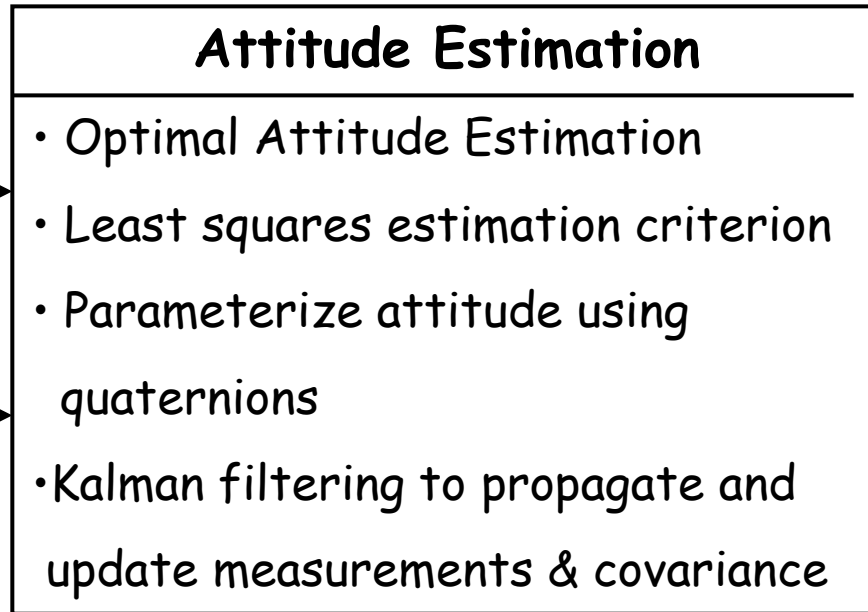 Attitude Estimation
• Optimal Attitude Estimation
• Least squares estimation criterion
• Parameterize attitude using
quaternions
•Kalman filtering to propagate and
update measurements & covariance